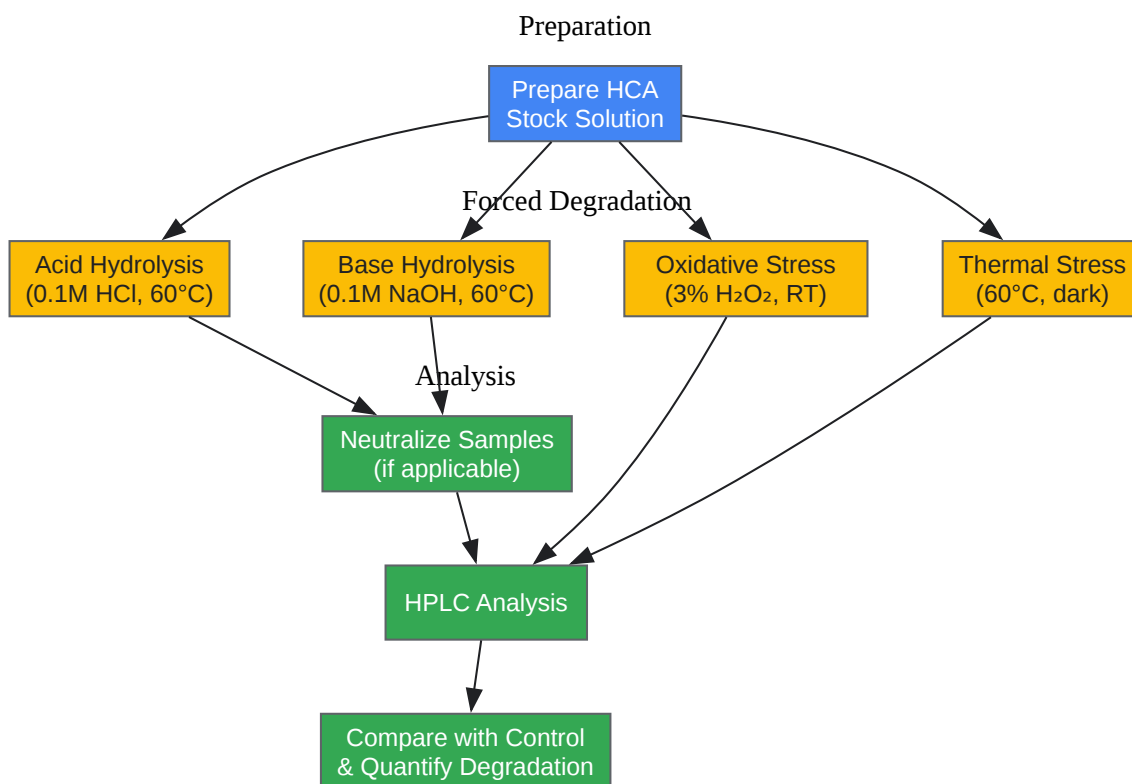 Preparation
Prepare HCA
Stock Solution
Forced Degradation
Acid Hydrolysis
(0.1M HCl, 60°C)
Base Hydrolysis
(0.1M NaOH, 60°C)
Oxidative Stress
(3% H₂O₂, RT)
Thermal Stress
(60°C, dark)
Analysis
Neutralize Samples
(if applicable)
HPLC Analysis
Compare with Control
& Quantify Degradation